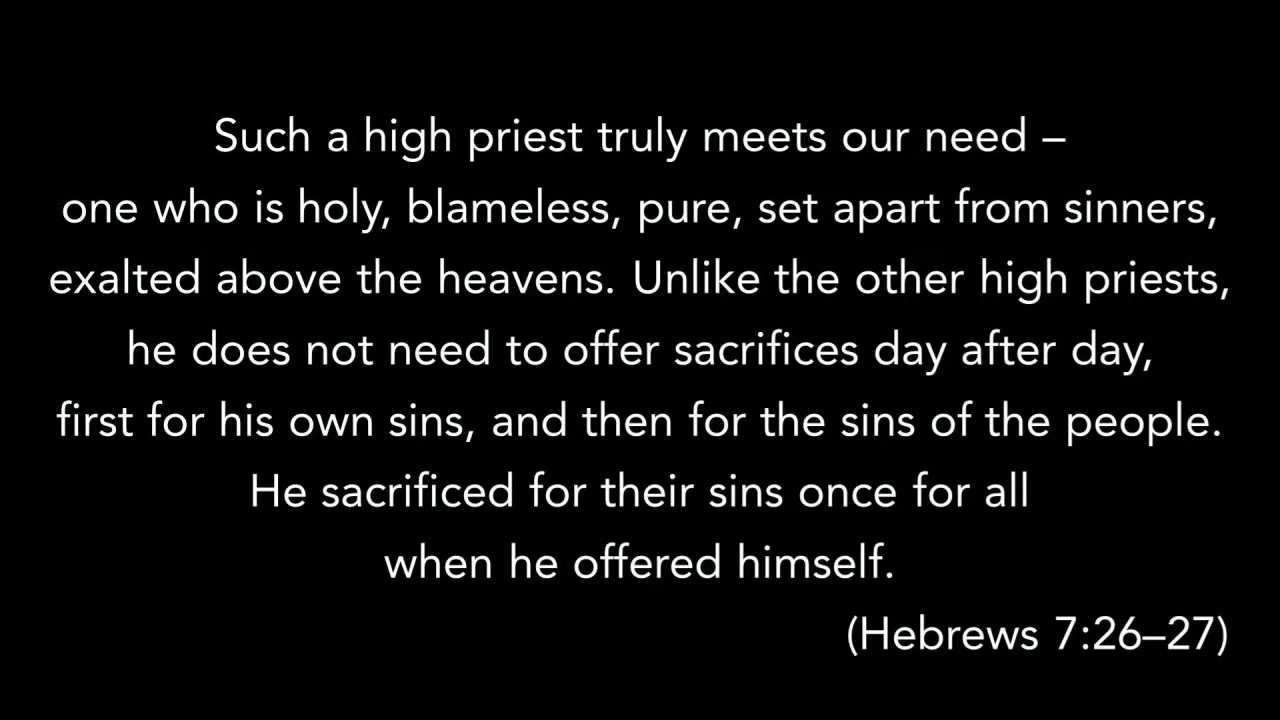 Such a high priest truly meets our need –
one who is holy, blameless, pure, set apart from sinners,
exalted above the heavens. Unlike the other high priests,
he does not need to offer sacrifices day after day,
first for his own sins, and then for the sins of the people.
He sacrificed for their sins once for all
when he offered himself.
(Hebrews 7:26–27)